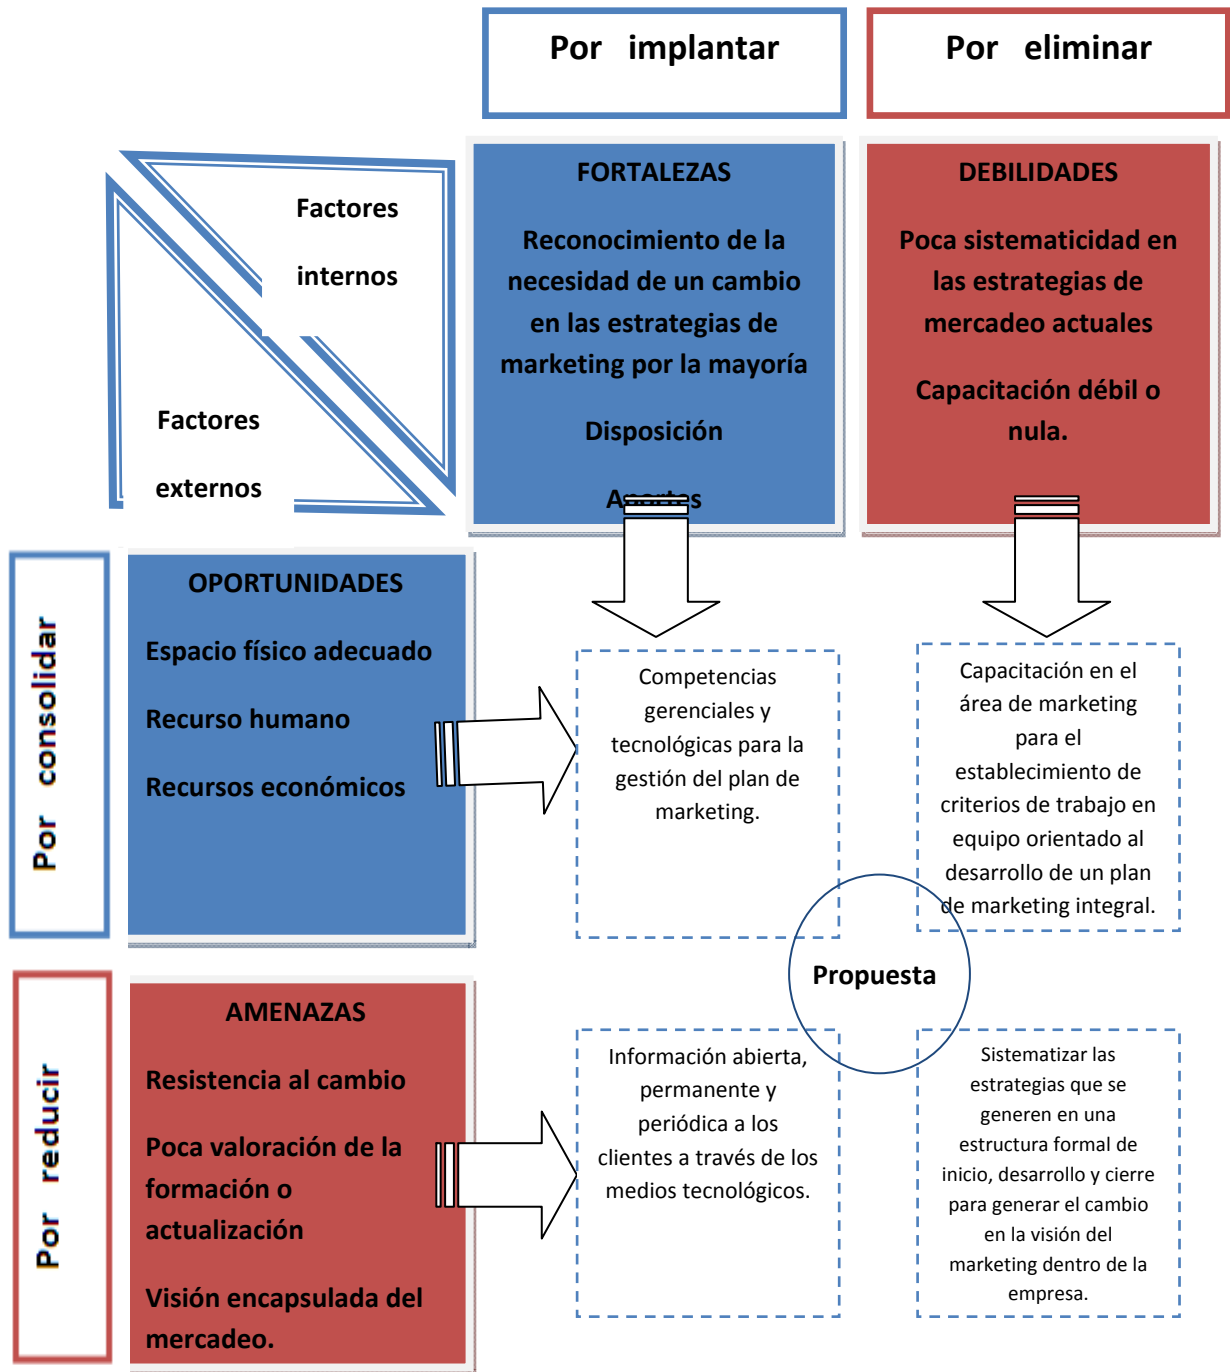 Por implantar
Por eliminar
Factores
internos
Factores
externos
FORTALEZAS
Reconocimiento de la
necesidad de un cambio
en las estrategias de
marketing por la mayoría
Disposición
Aportes
DEBILIDADES
Poca sistematicidad en
las estrategias de
mercadeo actuales
Capacitación débil o
nula.
Por consolidar
OPORTUNIDADES
Espacio físico adecuado
Recurso humano
Recursos económicos
Competencias
gerenciales y
tecnológicas para la
gestión del plan de
marketing.
Capacitación en el
área de marketing
para el
establecimiento de
criterios de trabajo en
equipo orientado al
desarrollo de un plan
de marketing integral.
Propuesta
Por reducir
AMENAZAS
Resistencia al cambio
Poca valoración de la
formación o
actualización
Visión encapsulada del
mercadeo.
Información abierta,
permanente y
periódica a los
clientes a través de los
medios tecnológicos.
Sistematizar las
estrategias que se
generen en una
estructura formal de
inicio, desarrollo y cierre
para generar el cambio
en la visión del
marketing dentro de la
empresa.